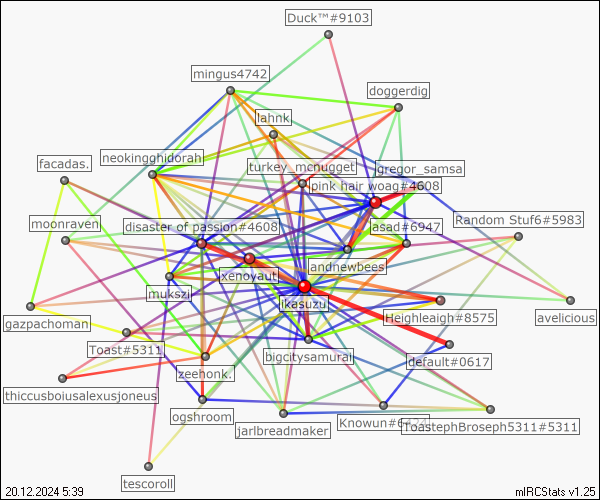 Duck™#9103
mingus4742
doggerdig
lahnk
neokingghidorah
facadas.
turkey_mcnugget
gregor_samsa
pink hair woag#4608
moonraven
disaster of passion#4608
asad#6947
Random Stuf6#5983
xenoyaut
andnewbees
mukszi
ikasuzu
gazpachoman
Heighleaigh#8575
avelicious
Toast#5311
bigcitysamurai
default#0617
zeehonk.
thiccusboiusalexusjoneus
ogshroom
jarlbreadmaker
ToastephBroseph5311#5311
tescoroll
20.12.2024 5:39
mIRCStats v1.25